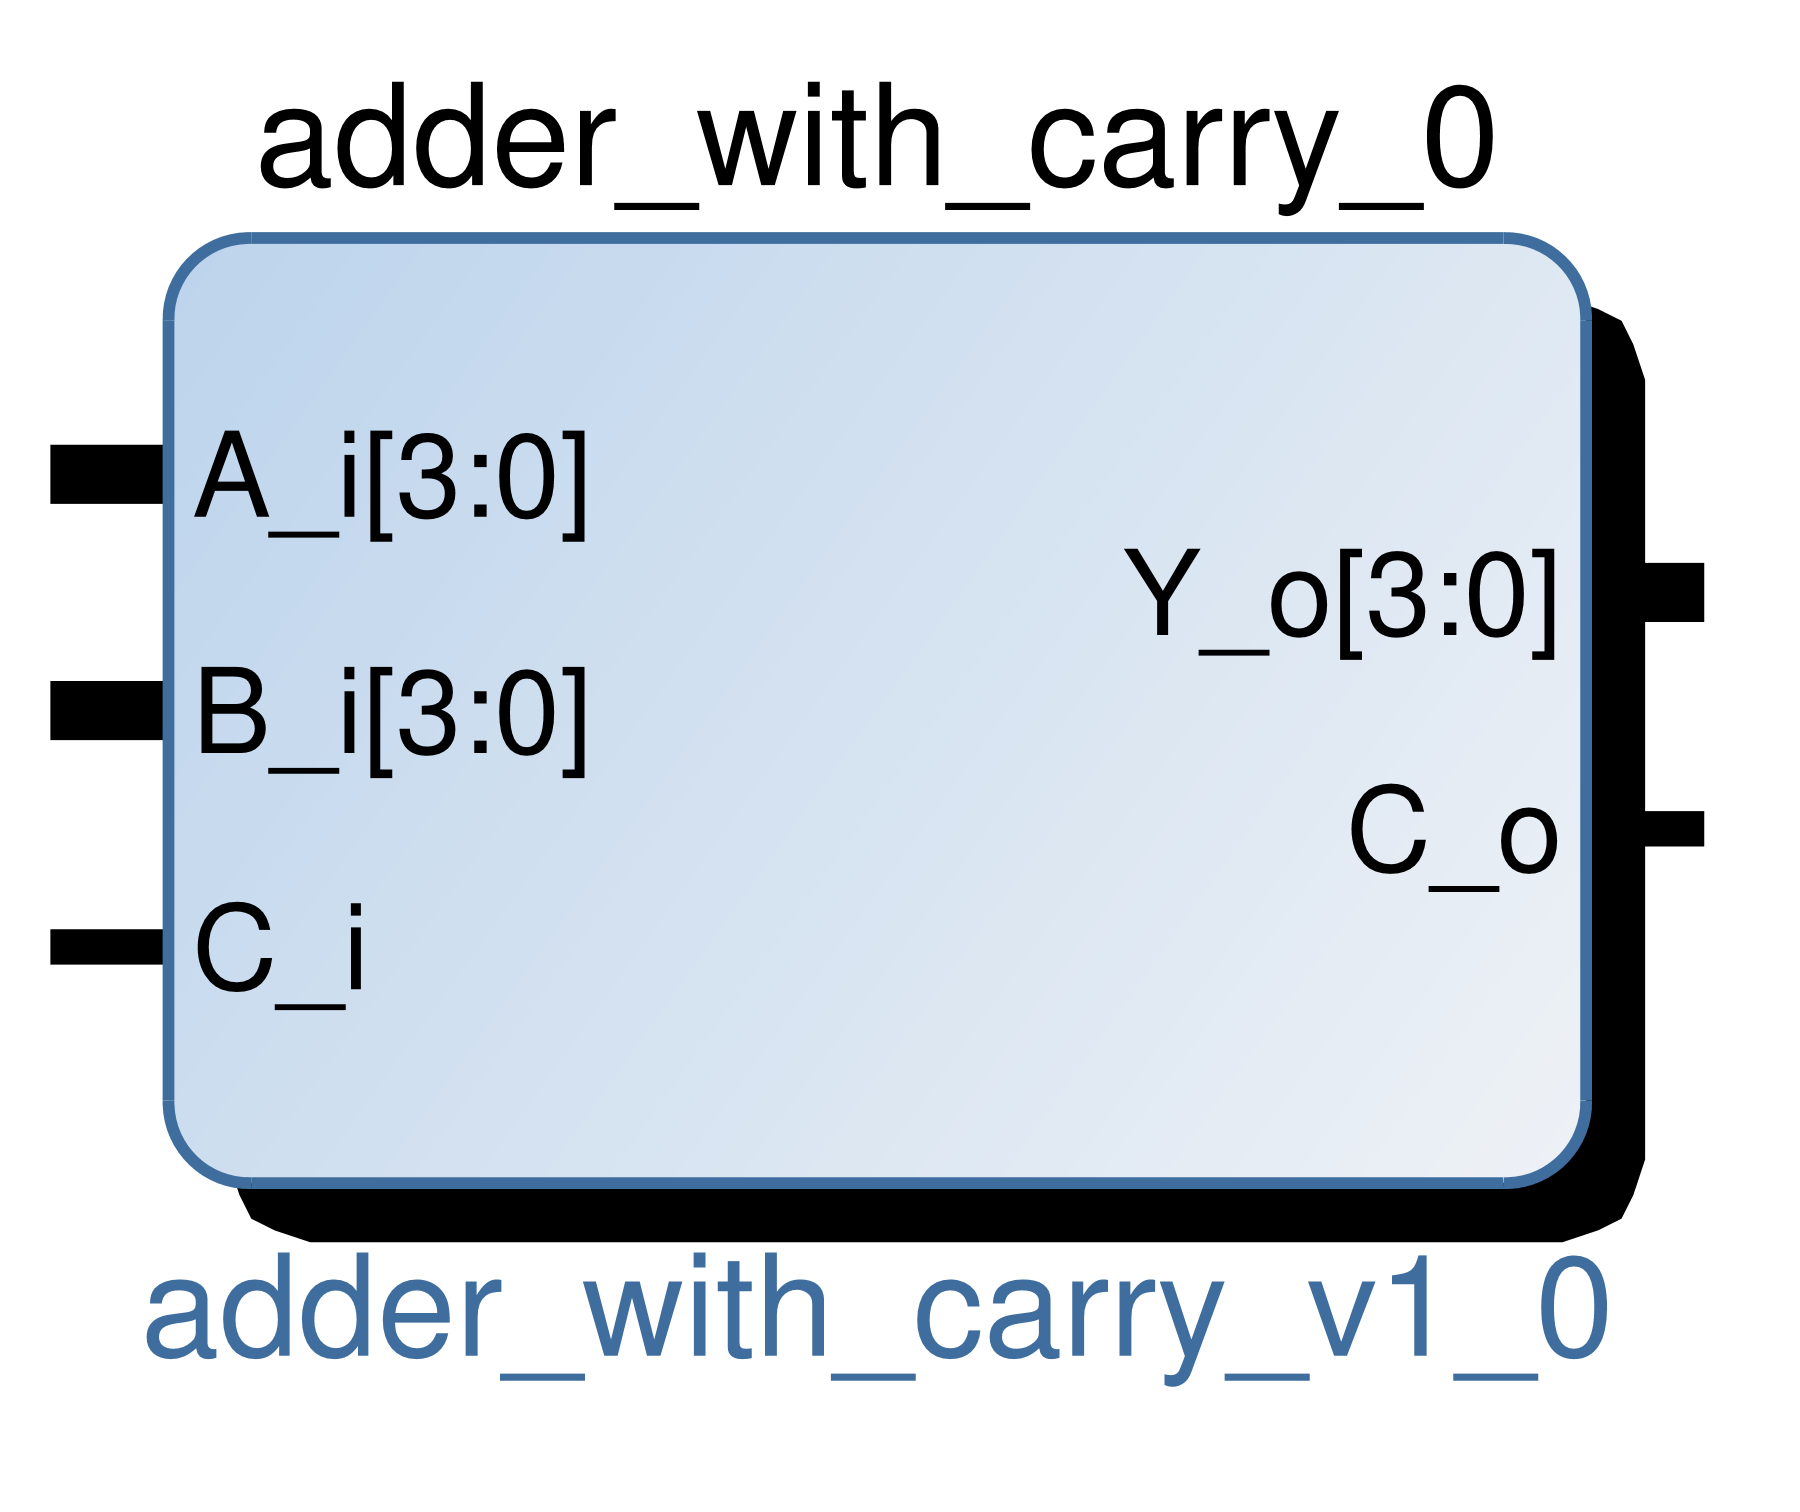 adder_with_carry_0
A_i[3:0]
B_i[3:0]
C_i
Y_o[3:0]
C_o
adder_with_carry_v1_0